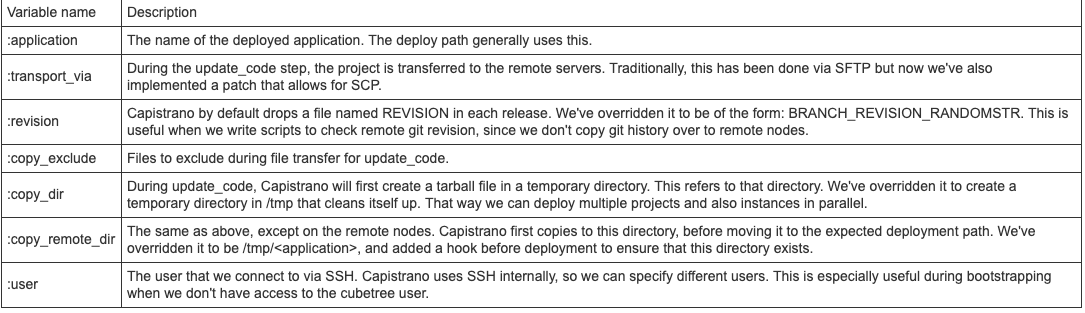 Variable name Description
:application The name of the deployed application. The deploy path generally uses this.
:transport_via During the update_code step, the project is transferred to the remote servers. Traditionally, this has been done via SFTP but now we've also
implemented a patch that allows for SCP.
:revision Capistrano by default drops a file named REVISION in each release. We've overridden it to be of the form: BRANCH_REVISION_RANDOMSTR. This is
useful when we write scripts to check remote git revision, since we don't copy git history over to remote nodes.
:copy_exclude Files to exclude during file transfer for update_code.
:copy_dir During update_code, Capistrano will first create a tarball file in a temporary directory. This refers to that directory. We've overridden it to create a
temporary directory in /tmp that cleans itself up. That way we can deploy multiple projects and also instances in parallel.
:copy_remote_dir The same as above, except on the remote nodes. Capistrano first copies to this directory, before moving it to the expected deployment path. We've
overridden it to be /tmp/<application>, and added a hook before deployment to ensure that this directory exists.
:user The user that we connect to via SSH. Capistrano uses SSH internally, so we can specify different users. This is especially useful during bootstrapping
when we don't have access to the cubetree user.